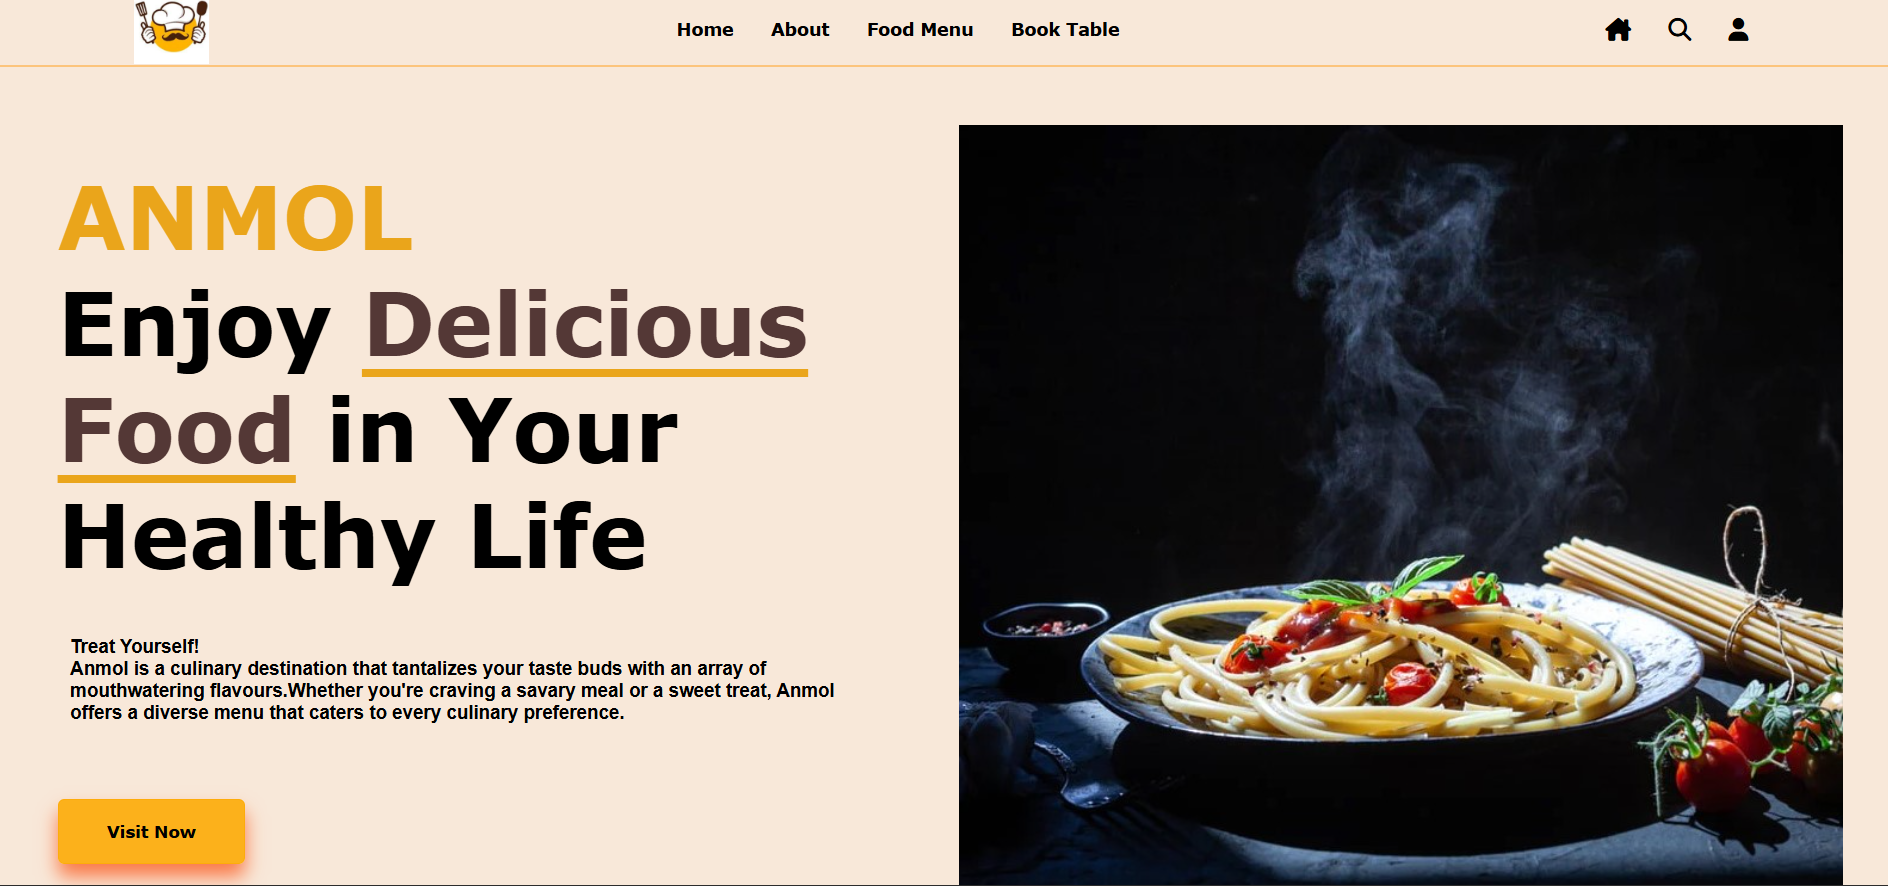 Home About Food Menu Book Table
ANMOL
Enjoy Delicious
Food in Your
Healthy Life
Treat Yourself!
Anmol is a culinary destination that tantalizes your taste buds with an array of
mouthwatering flavours.Whether you're craving a savary meal or a sweet treat, Anmol
offers a diverse menu that caters to every culinary preference.
Visit Now